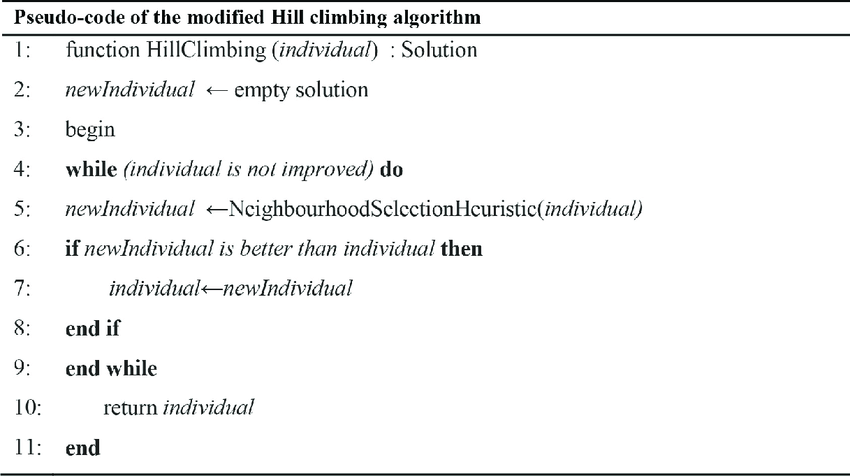 Pseudo-code of the modified Hill climbing algorithm
1: function HillClimbing (individual) : Solution
2: newIndividual ← empty solution
3: begin
4: while (individual is not improved) do
5: newIndividual ←NeighbourhoodSelectionHeuristic(individual)
6: if newIndividual is better than individual then
7: individual←newIndividual
8: end if
9: end while
10: return individual
11: end